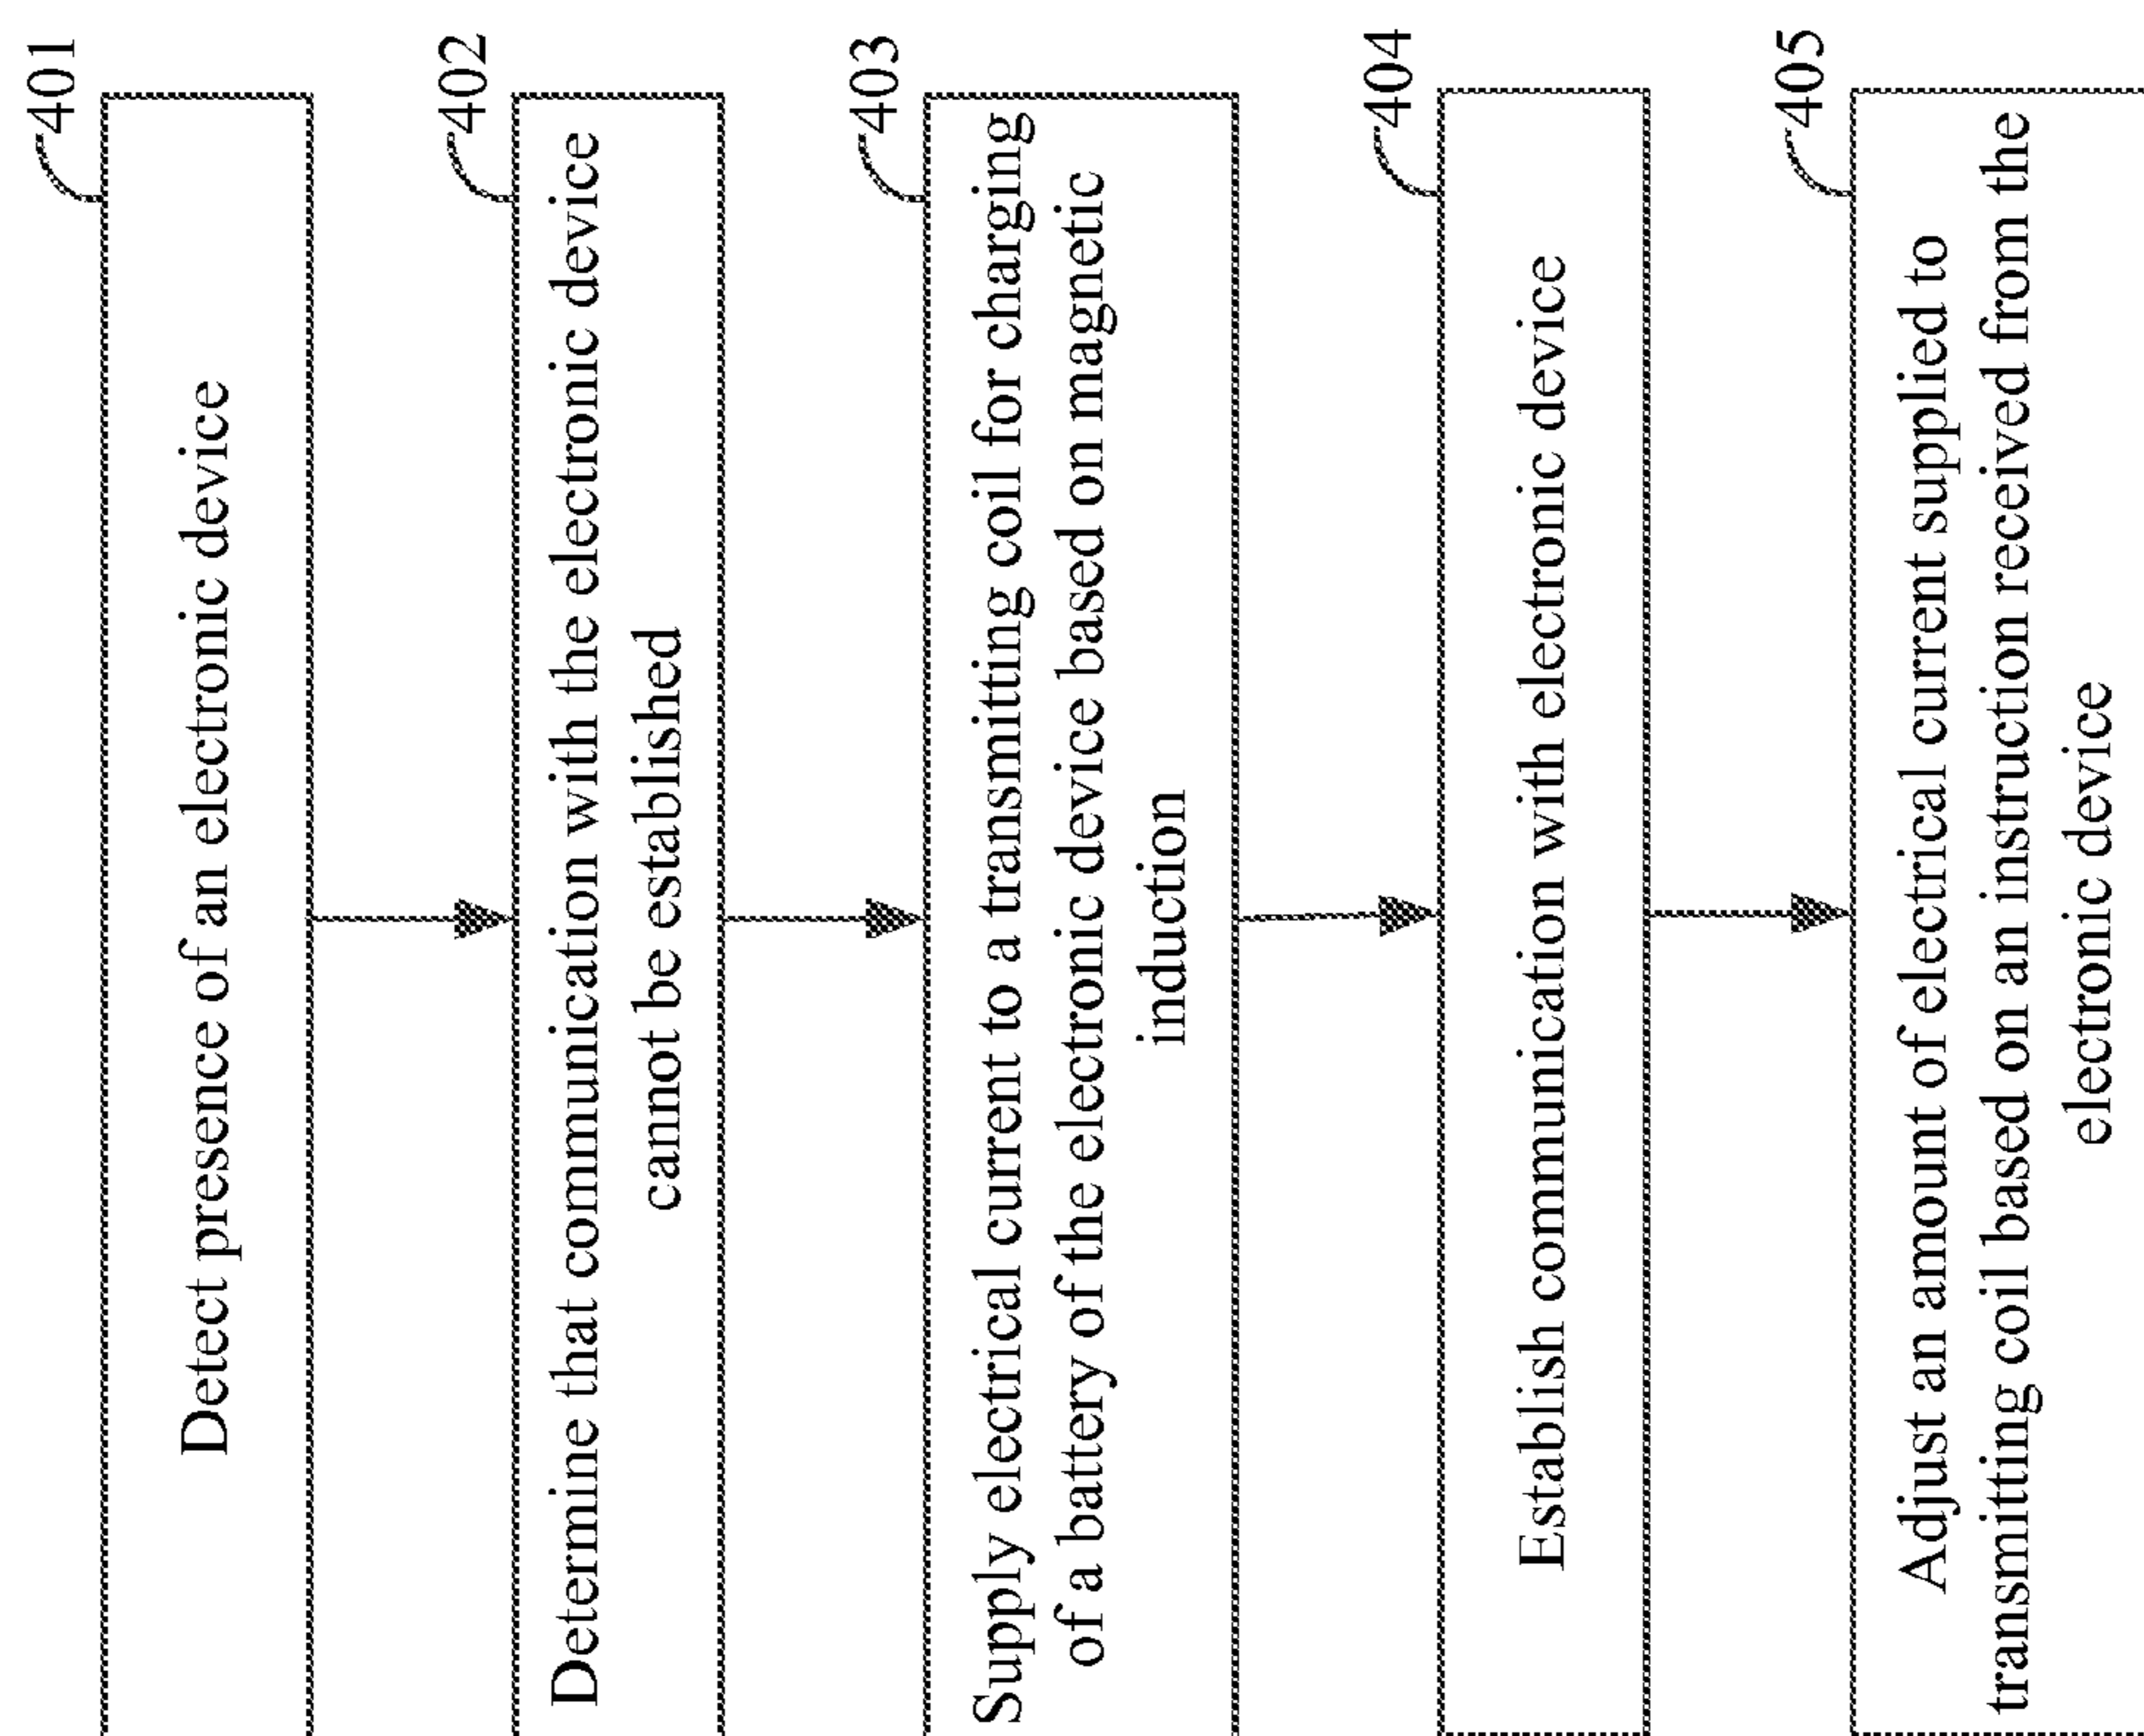 401
Detect presence of an electronic device
402
Determine that communication with the electronic device
cannot be established
403
Supply electrical current to a transmitting coil for charging
of a battery of the electronic device based on magnetic
induction
404
Establish communication with electronic device
405
Adjust an amount of electrical current supplied to
transmitting coil based on an instruction received from the
electronic device